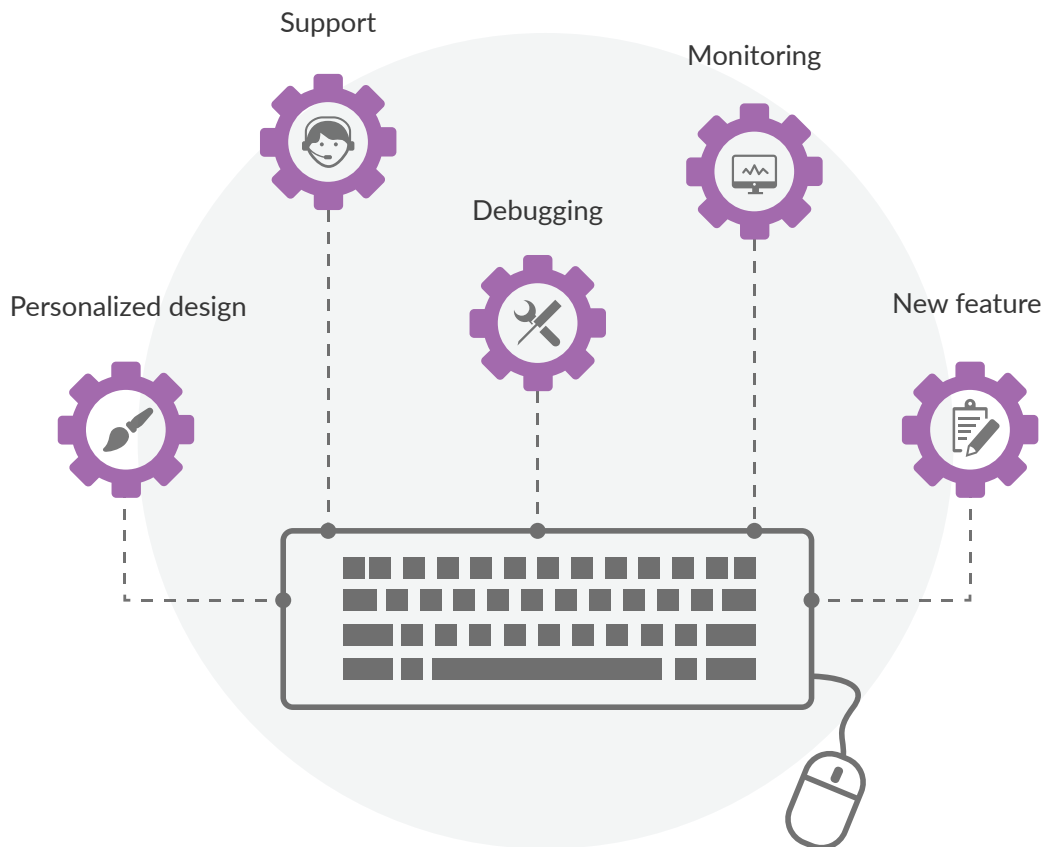 Support
Monitoring
Debugging
Personalized design
New feature